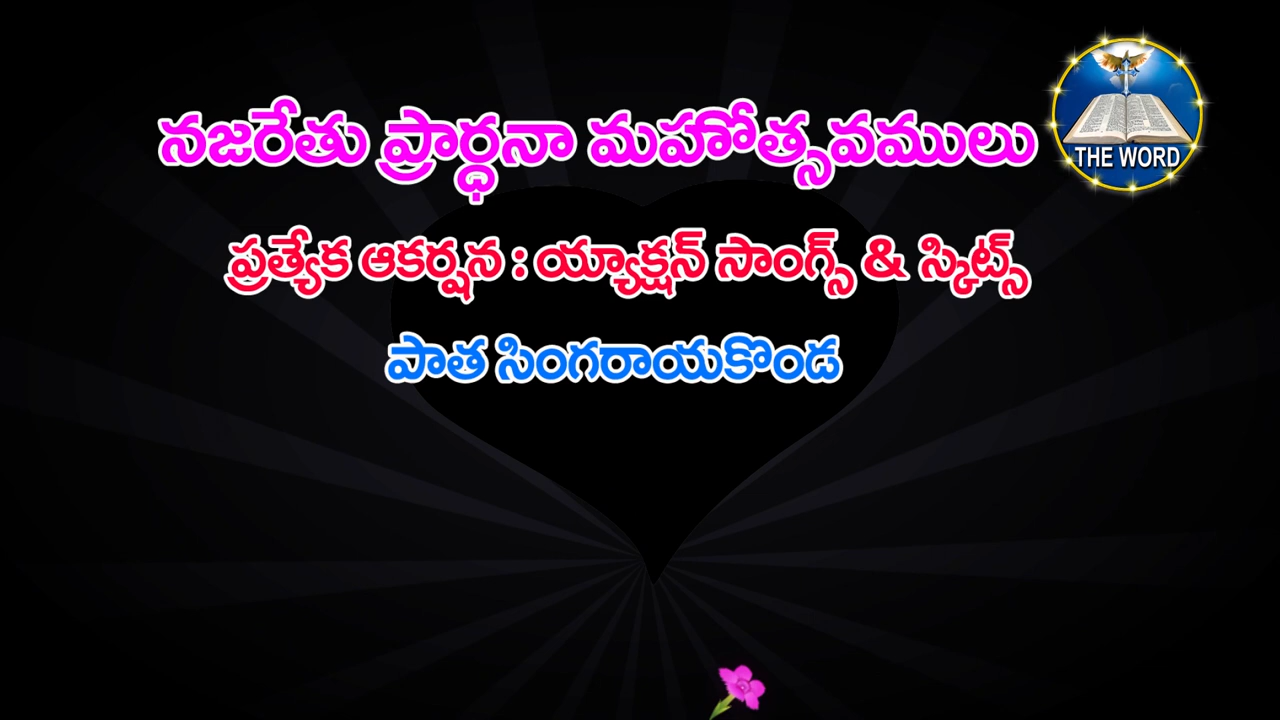 నజరేతు ప్రార్ధనా మహోత్సవములు
ప్రత్యేక ఆకర్షన : య్యాక్షన్ సాంగ్స్ & స్కిట్స్
పాత సింగరాయకొండ
THE WORD